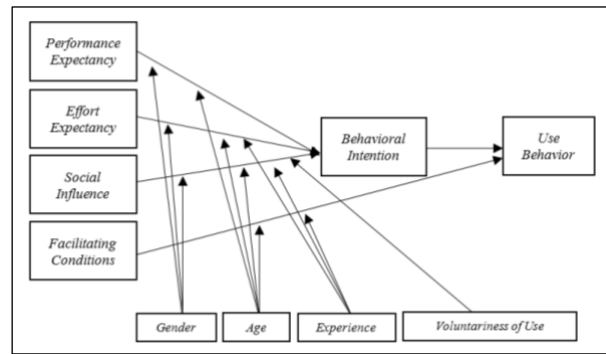 Performance
Expectancy
Effort
Expectancy
Social
Influence
Facilitating
Conditions
Behavioral
Intention
Use
Behavior
Gender
Age
Experience
Voluntariness of Use